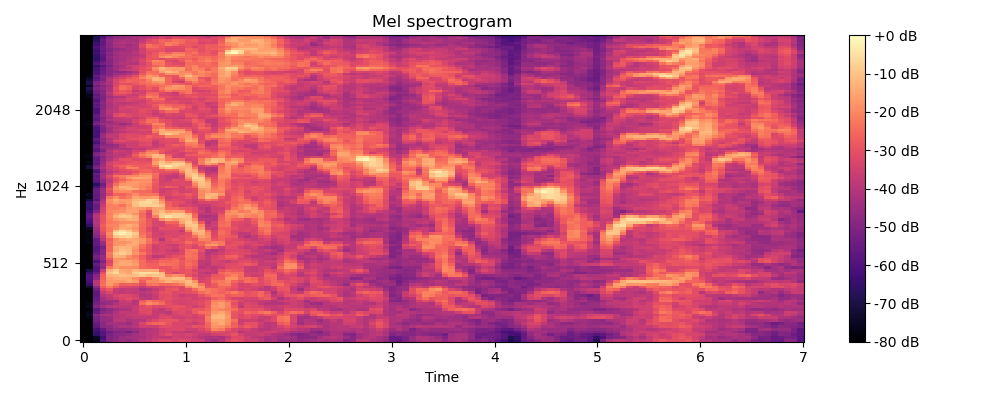 Mel spectrogram
Hz
2048
1024
512
0
0 1 2 3 4 5 6 7
Time
+0 dB
-10 dB
-20 dB
-30 dB
-40 dB
-50 dB
-60 dB
-70 dB
-80 dB